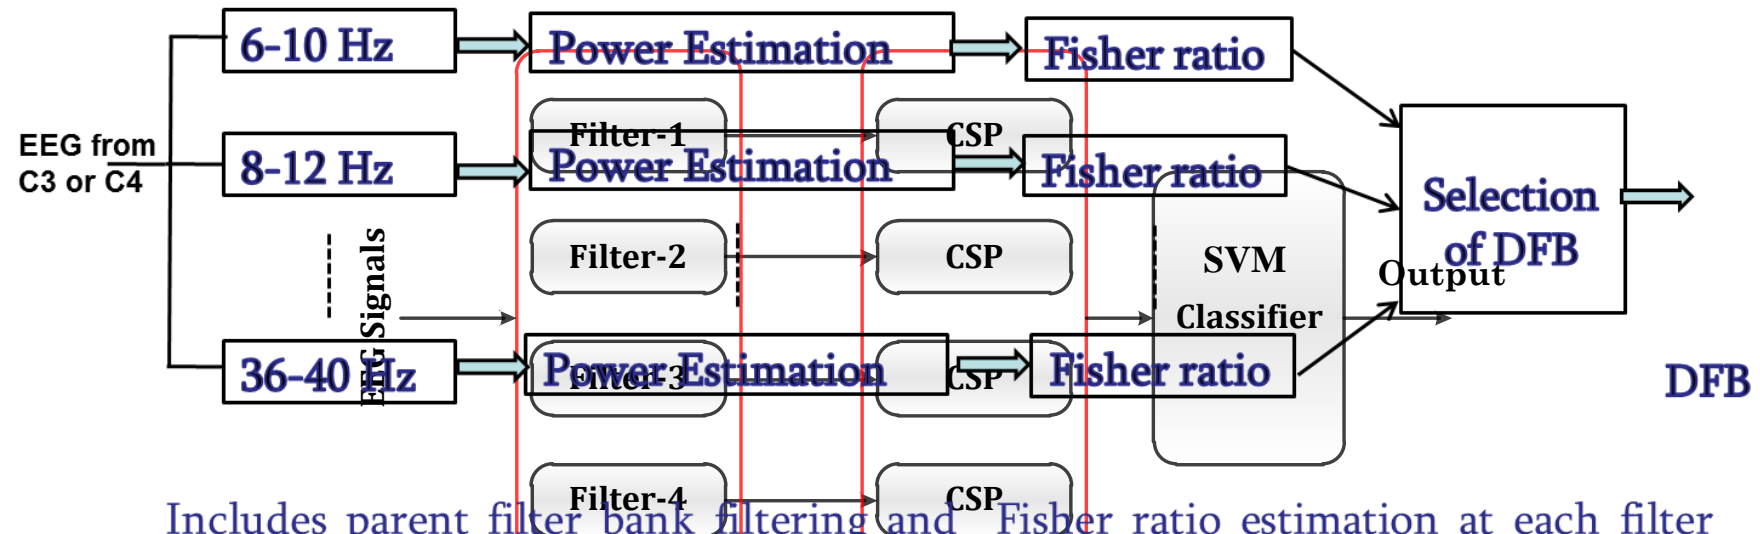 6-10 Hz
Power Estimation
Fisher ratio
Filter-1
CSP
EEG from
C3 or C4
8-12 Hz
Power Estimation
Fisher ratio
Selection
of DFB
Filter-2
CSP
SVM
Classifier
Output
EEG Signals
36-40 Hz
Power Estimation
Fisher ratio
Filter-3
CSP
DFB
Filter-4
CSP
Includes parent filter bank filtering and Fisher ratio estimation at each filter